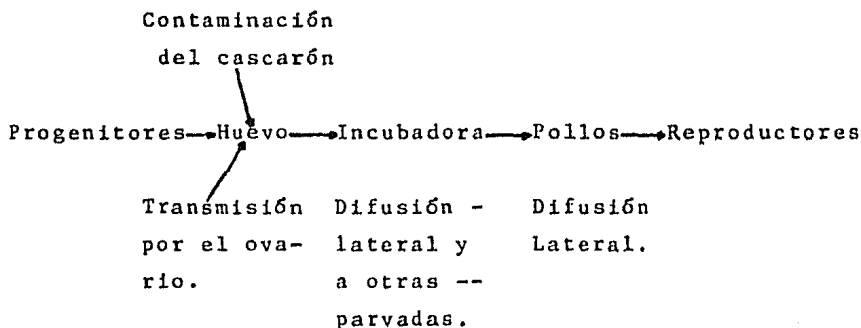 Contaminación
del cascarón
Progenitores Huevo Incubadora Pollos Reproductores
Transmisión Difusión - Difusión
por el ova- lateral y Lateral.
rio. a otras --
parvadas.